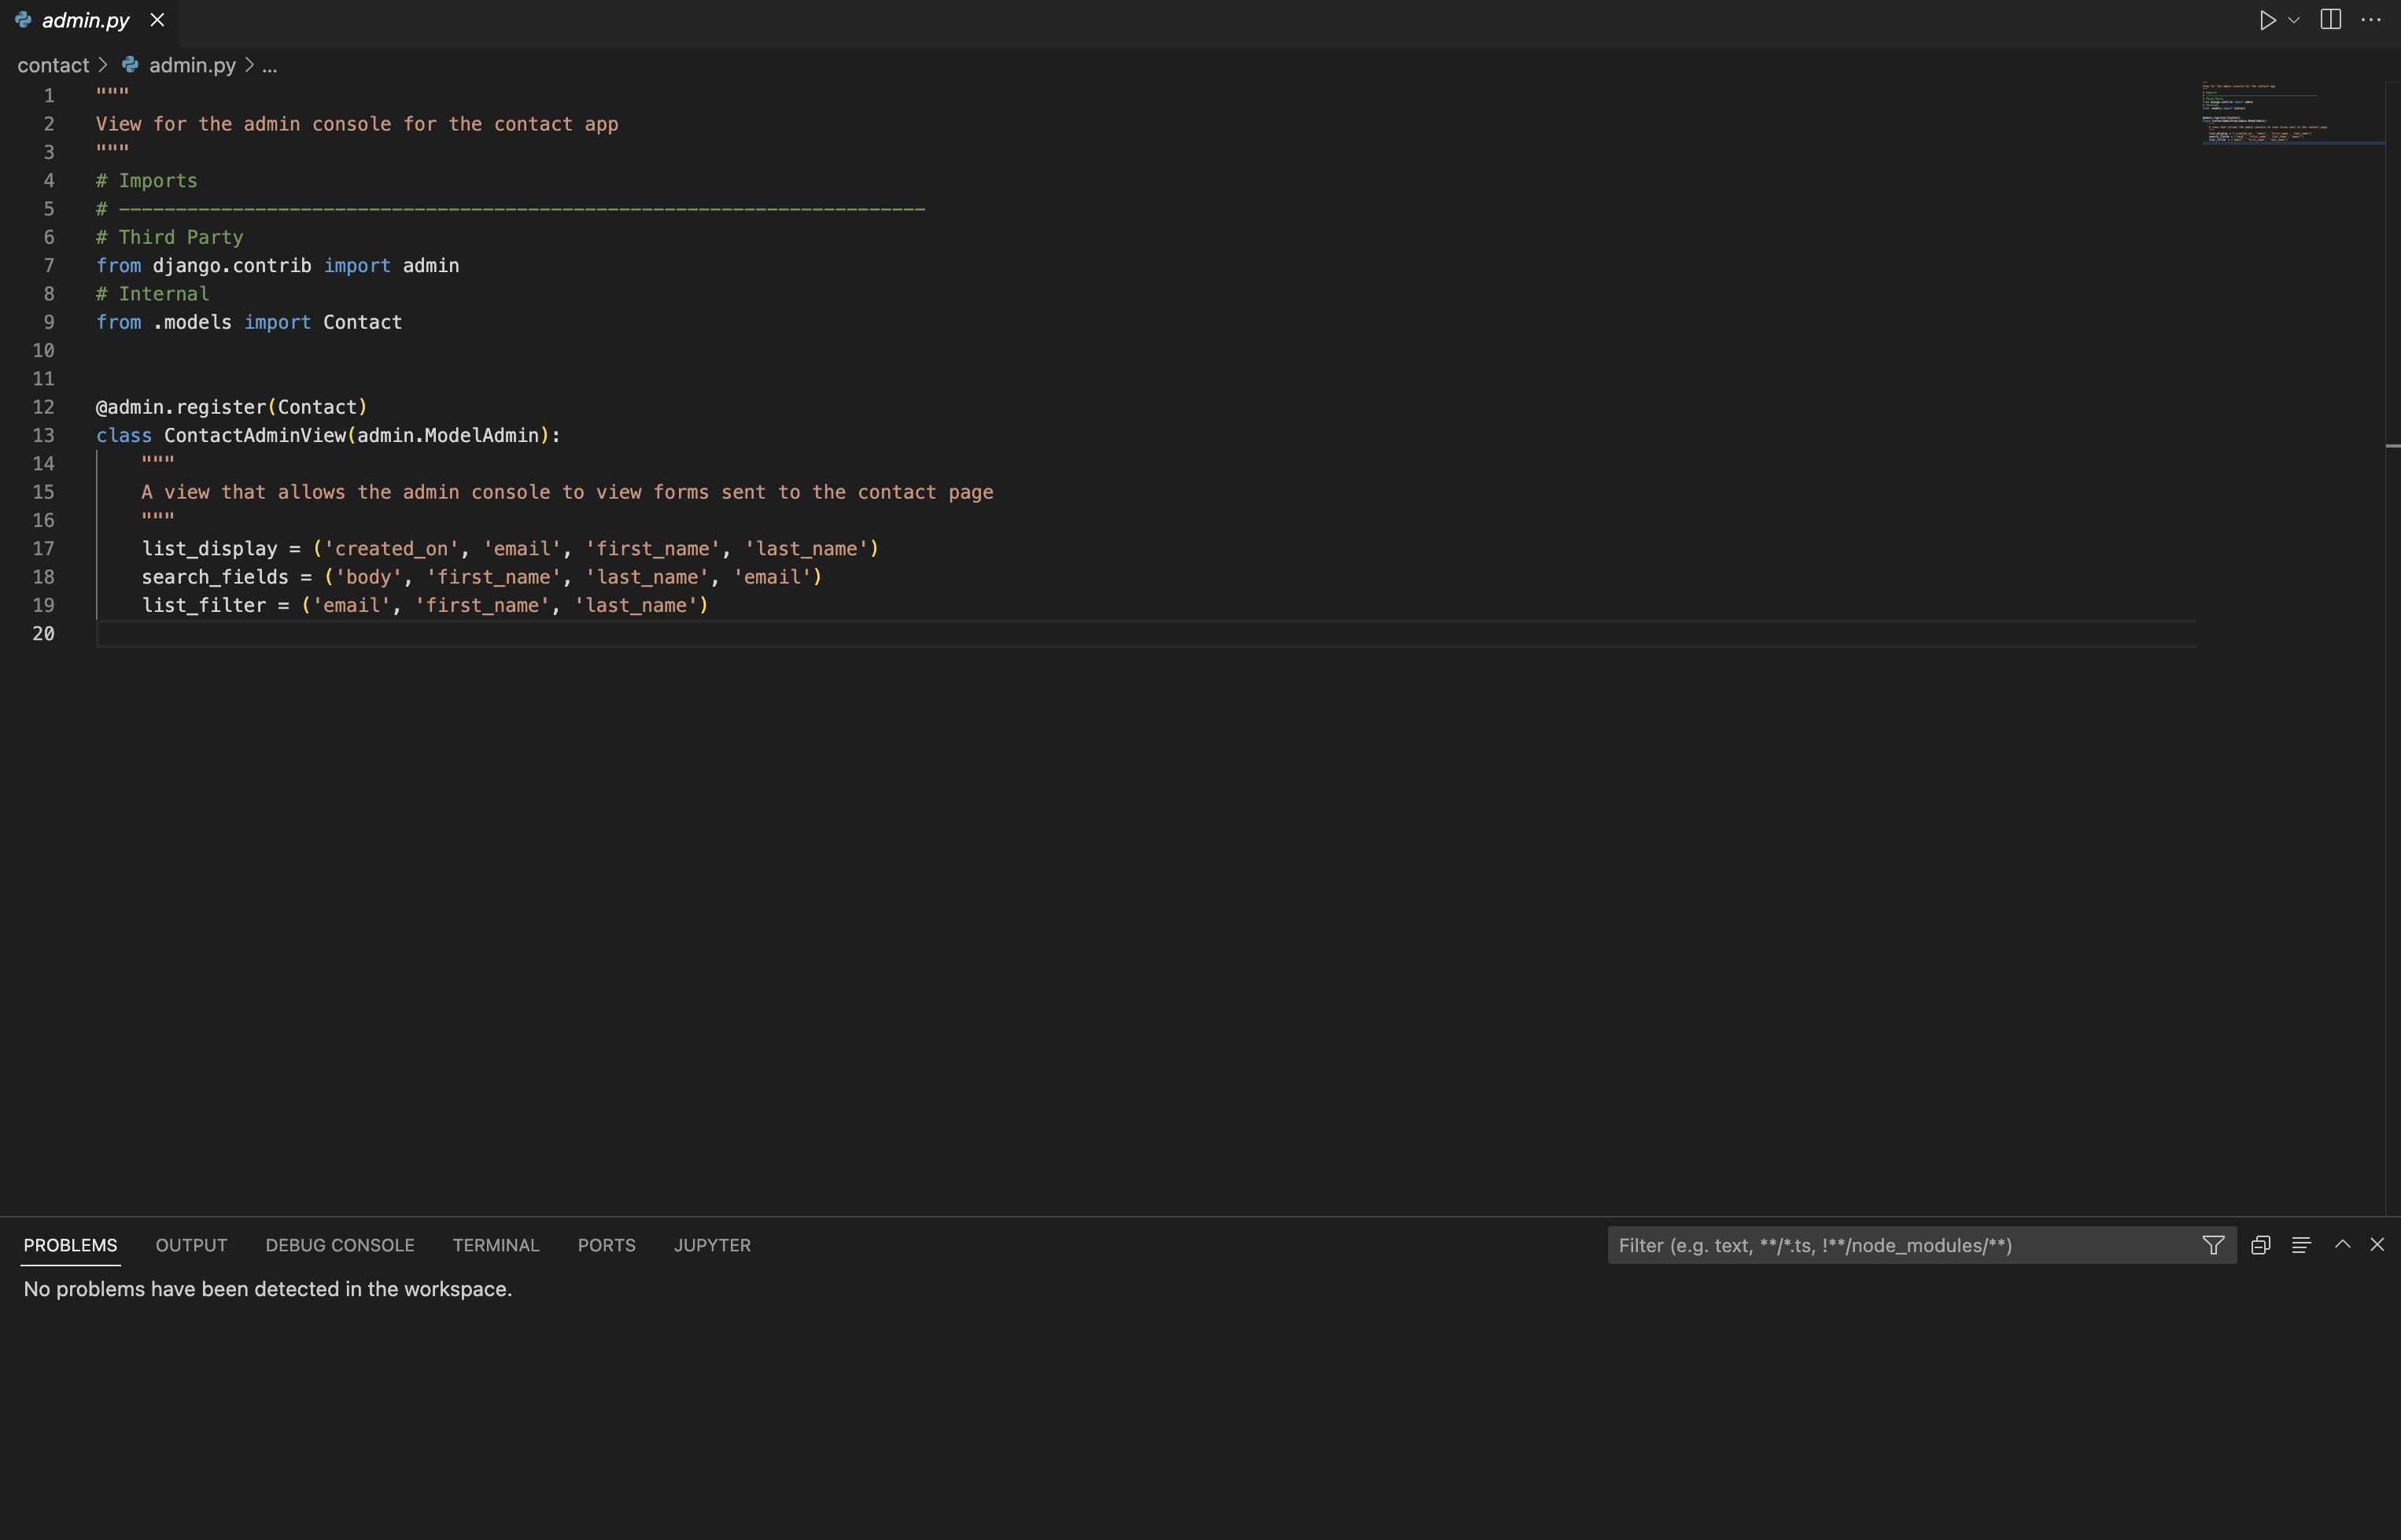 admin.py
contact > admin.py > ...
1 """
2 View for the admin console for the contact app
3 """
4 # Imports
5 # -----------------------------------------------------------------------
6 # Third Party
7 from django.contrib import admin
8 # Internal
9 from .models import Contact
10
11
12 @admin.register(Contact)
13 class ContactAdminView(admin.ModelAdmin):
14     """
15     A view that allows the admin console to view forms sent to the contact page
16     """
17     list_display = ('created_on', 'email', 'first_name', 'last_name')
18     search_fields = ('body', 'first_name', 'last_name', 'email')
19     list_filter = ('email', 'first_name', 'last_name')
20
PROBLEMS OUTPUT DEBUG CONSOLE TERMINAL PORTS JUPYTER Filter (e.g. text, **/*.ts, !**/node_modules/**)
No problems have been detected in the workspace.